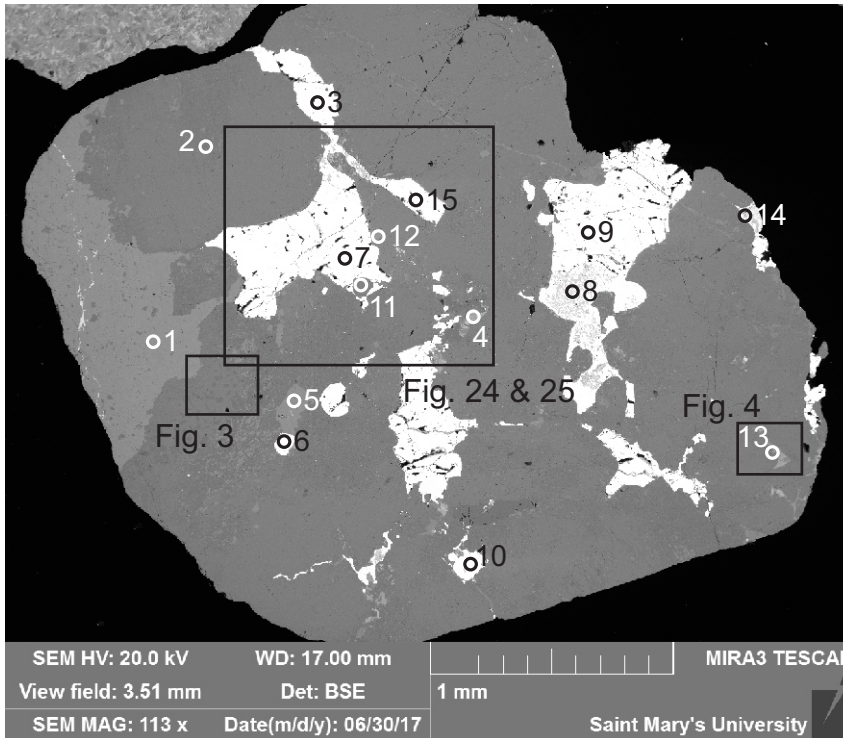 3
2
15
14
12
9
7
8
11
4
1
5
Fig. 24 & 25
Fig. 4
Fig. 3
6
13
10
SEM HV: 20.0 kV
WD: 17.00 mm
MIRA3 TESCA
View field: 3.51 mm
Det: BSE
1 mm
SEM MAG: 113 x
Date(m/d/y): 06/30/17
Saint Mary's University